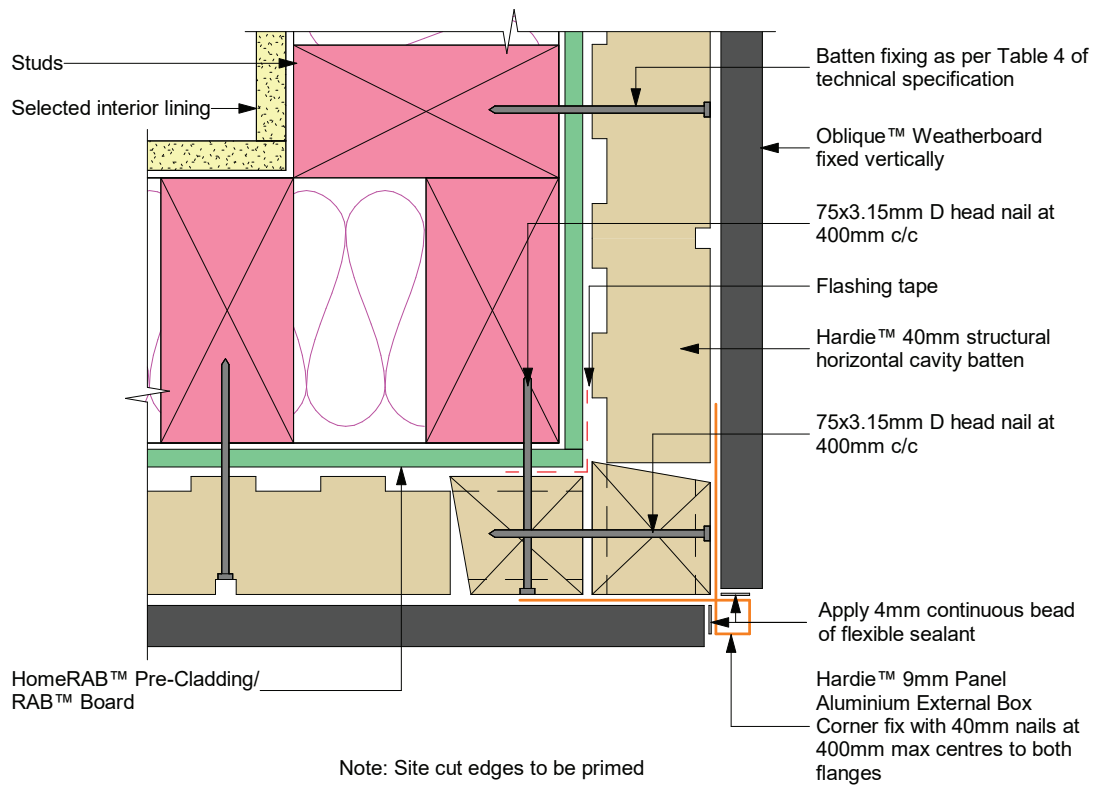 Studs
Selected interior lining
Batten fixing as per Table 4 of
technical specification
Oblique™ Weatherboard
fixed vertically
75x3.15mm D head nail at
400mm c/c
Flashing tape
Hardie™ 40mm structural
horizontal cavity batten
75x3.15mm D head nail at
400mm c/c
Apply 4mm continuous bead
of flexible sealant
HomeRAB™ Pre-Cladding/
RAB™ Board
Hardie™ 9mm Panel
Aluminium External Box
Corner fix with 40mm nails at
400mm max centres to both
flanges
Note: Site cut edges to be primed